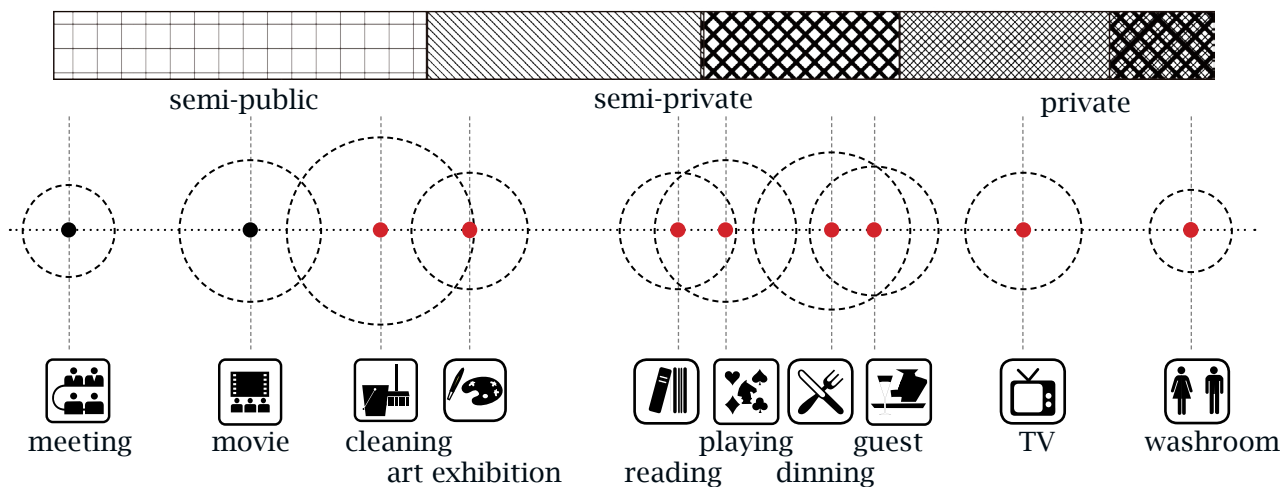 semi-public semi-private private
meeting movie cleaning playing guest TV washroom
art exhibition reading dinning